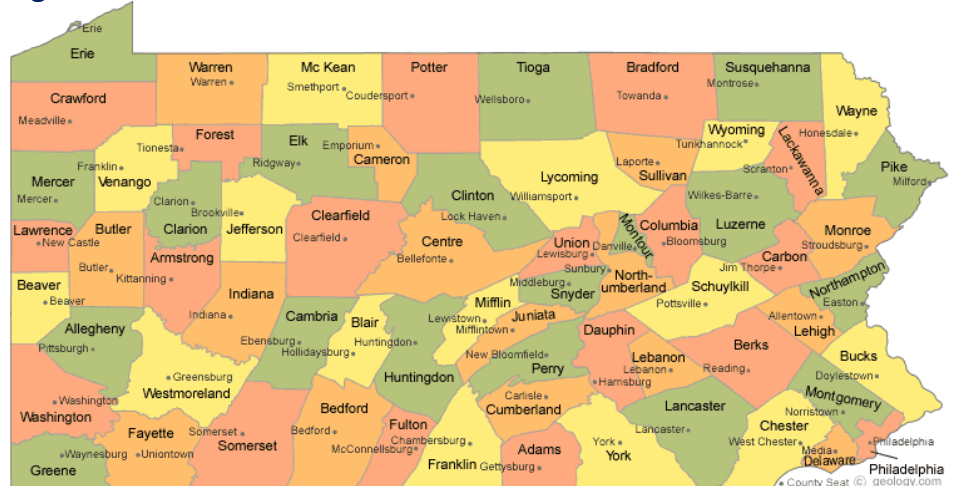 Erie
Erie
Warren
Warren
Mc Kean
Smethport
Potter
Coudersport
Tioga
Wellsboro
Bradford
Towanda
Susquehanna
Montrose
Wayne
Honesdale
Crawford
Meadville
Forest
Tionesta
Elk
Ridgway
Emporium
Cameron
Wyoming
Tunkhannock
Lackawanna
Scranton
Pike
Milford
Mercer
Mercer
Franklin
Venango
Clarion
Clarion
Brookville
Jefferson
Clearfield
Clearfield
Clinton
Lock Haven
Lycoming
Williamsport
Laporte
Sullivan
Wilkes-Barre
Luzerne
Columbia
Bloomsburg
Montour
Danville
Monroe
Stroudsburg
Lawrence
New Castle
Butler
Butler
Armstrong
Kittanning
Centre
Bellefonte
Union
Lewisburg
Sunbury
North-
umberland
Carbon
Jim Thorpe
Northampton
Easton
Beaver
Beaver
Indiana
Indiana
Middleburg
Snyder
Schuylkill
Pottsville
Allentown
Lehigh
Allegheny
Pittsburgh
Cambria
Ebensburg
Blair
Hollidaysburg
Huntingdon
Huntingdon
Mifflin
Lewistown
Juniata
Mifflintown
New Bloomfield
Perry
Dauphin
Harrisburg
Lebanon
Lebanon
Berks
Reading
Bucks
Doylestown
Montgomery
Norristown
Westmoreland
Greensburg
Washington
Washington
Fayette
Uniontown
Somerset
Somerset
Bedford
Bedford
Fulton
McConnellsburg
Chambersburg
Franklin
Carlisle
Cumberland
Adams
Gettysburg
York
York
Lancaster
Lancaster
Chester
West Chester
Media
Delaware
Philadelphia
Philadelphia
Greene
Waynesburg
County Seat © geology.com